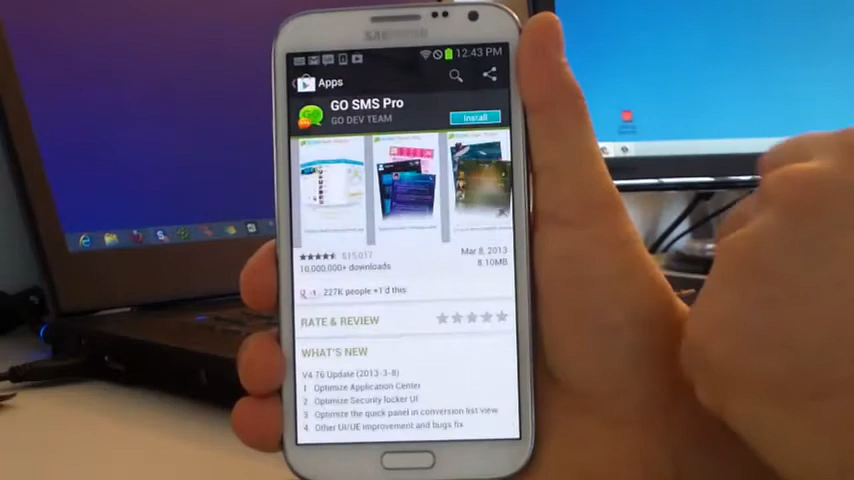 SAMSUNG
12:43 PM
Apps
GO SMS Pro
GO DEV TEAM
Install
515,017
Mar 8, 2013
10,000,000+ downloads
8.10MB
227K people +1'd this
RATE & REVIEW
WHAT'S NEW
V4.76 Update (2013-3-8)
1 Optimize Application Center
2 Optimize Security locker UI
3 Optimize the quick panel in conversion list view
4 Other UI/UE improvement and bugs fix